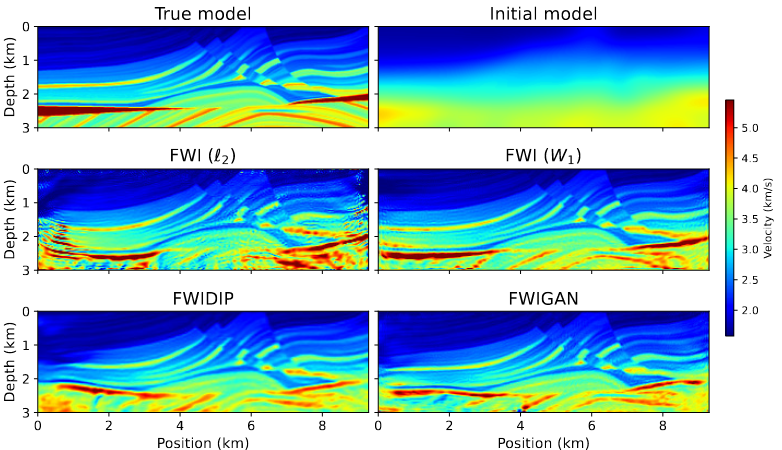 True model
Initial model
0
1
2
3
Depth (km)
FWI (ℓ₂)
FWI (W₁)
0
1
2
3
Depth (km)
5.0
4.5
4.0
3.5
3.0
2.5
2.0
Velocity (km/s)
FWIDIP
FWIGAN
0
1
2
3
Depth (km)
0 2 4 6 8
0 2 4 6 8
Position (km)
Position (km)